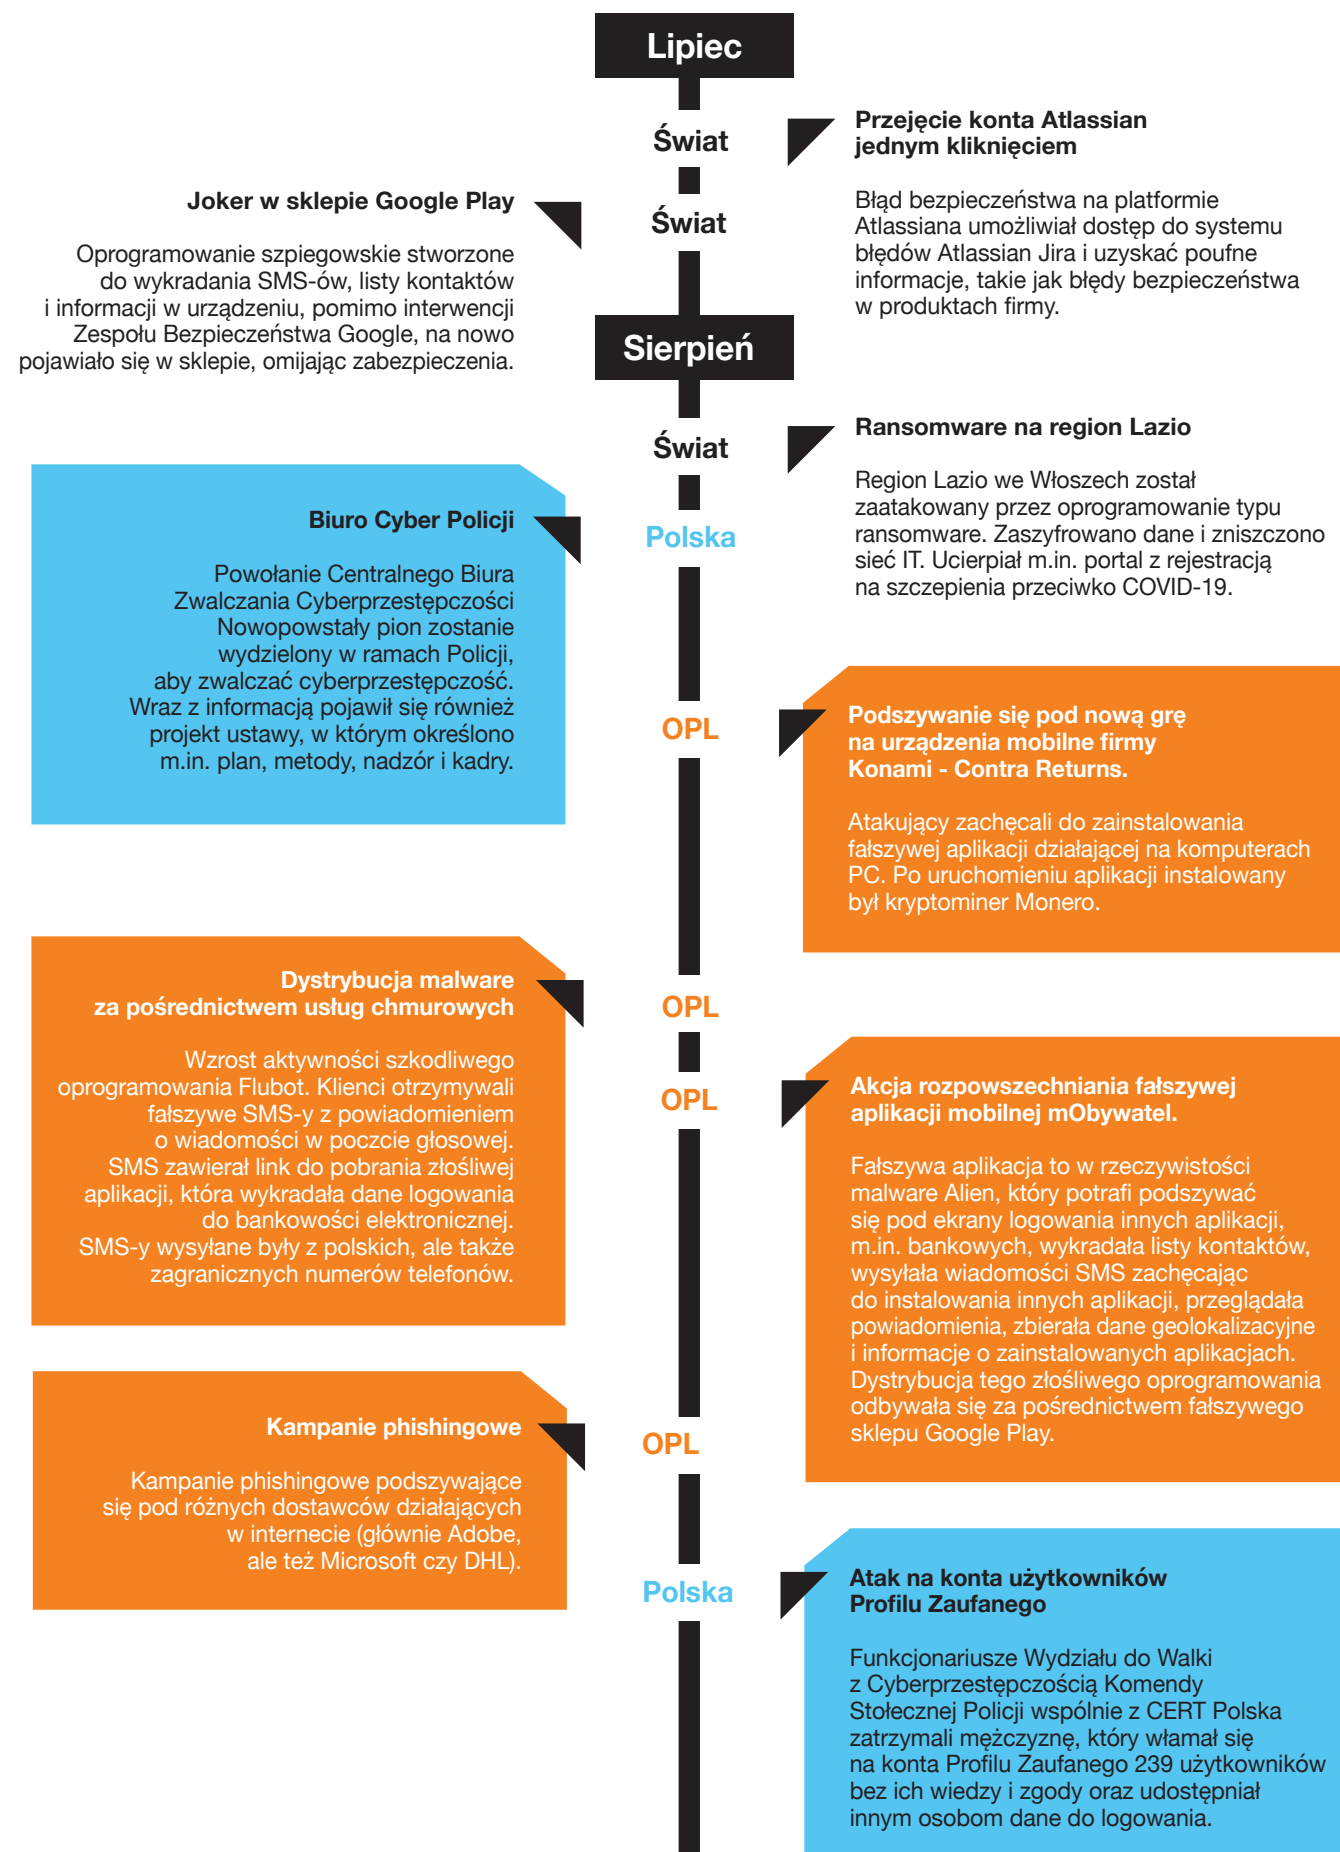 Lipiec
Świat
Przejęcie konta Atlassian
jednym kliknięciem
Błąd bezpieczeństwa na platformie
Atlassiana umożliwiał dostęp do systemu
błędów Atlassian Jira i uzyskać poufne
informacje, takie jak błędy bezpieczeństwa
w produktach firmy.
Świat
Joker w sklepie Google Play
Oprogramowanie szpiegowskie stworzone
do wykradania SMS-ów, listy kontaktów
i informacji w urządzeniu, pomimo interwencji
Zespołu Bezpieczeństwa Google, na nowo
pojawiało się w sklepie, omijając zabezpieczenia.
Sierpień
Świat
Ransomware na region Lazio
Region Lazio we Włoszech został
zaatakowany przez oprogramowanie typu
ransomware. Zaszyfrowano dane i zniszczono
sieć IT. Ucierpiał m.in. portal z rejestracją
na szczepienia przeciwko COVID-19.
Polska
Biuro Cyber Policji
Powołanie Centralnego Biura
Zwalczania Cyberprzestępczości
Nowopowstały pion zostanie
wydzielony w ramach Policji,
aby zwalczać cyberprzestępczość.
Wraz z informacją pojawił się również
projekt ustawy, w którym określono
m.in. plan, metody, nadzór i kadry.
OPL
Podszywanie się pod nową grę
na urządzenia mobilne firmy
Konami - Contra Returns.
Atakujący zachęcali do zainstalowania
fałszywej aplikacji działającej na komputerach
PC. Po uruchomieniu aplikacji instalowany
był kryptominer Monero.
OPL
Dystrybucja malware
za pośrednictwem usług chmurowych
Wzrost aktywności szkodliwego
oprogramowania Flubot. Klienci otrzymywali
fałszywe SMS-y z powiadomieniem
o wiadomości w poczcie głosowej.
SMS zawierał link do pobrania złośliwej
aplikacji, która wykradała dane logowania
do bankowości elektronicznej.
SMS-y wysyłane były z polskich, ale także
zagranicznych numerów telefonów.
OPL
Akcja rozpowszechniania fałszywej
aplikacji mobilnej mObywatel.
Fałszywa aplikacja to w rzeczywistości
malware Alien, który potrafi podszywać
się pod ekrany logowania innych aplikacji,
m.in. bankowych, wykradała listy kontaktów,
wysyłała wiadomości SMS zachęcając
do instalowania innych aplikacji, przeglądała
powiadomienia, zbierała dane geolokalizacyjne
i informacje o zainstalowanych aplikacjach.
Dystrybucja tego złośliwego oprogramowania
odbywała się za pośrednictwem fałszywego
sklepu Google Play.
OPL
Kampanie phishingowe
Kampanie phishingowe podszywające
się pod różnych dostawców działających
w internecie (głównie Adobe,
ale też Microsoft czy DHL).
Polska
Atak na konta użytkowników
Profilu Zaufanego
Funkcjonariusze Wydziału do Walki
z Cyberprzestępczością Komendy
Stołecznej Policji wspólnie z CERT Polska
zatrzymali mężczyznę, który włamał się
na konta Profilu Zaufanego 239 użytkowników
bez ich wiedzy i zgody oraz udostępniał
innym osobom dane do logowania.